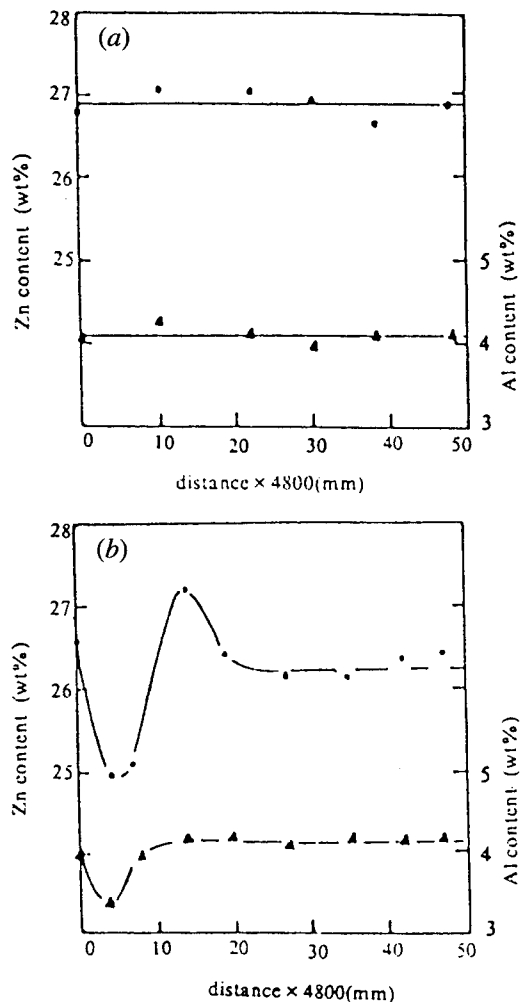 (a)
28
27
26
25
Zn content (wt%)
5
4
3
Al content (wt%)
0 10 20 30 40 50
distance × 4800(mm)
(b)
28
27
26
25
Zn content (wt%)
5
4
3
Al content (wt%)
0 10 20 30 40 50
distance × 4800(mm)